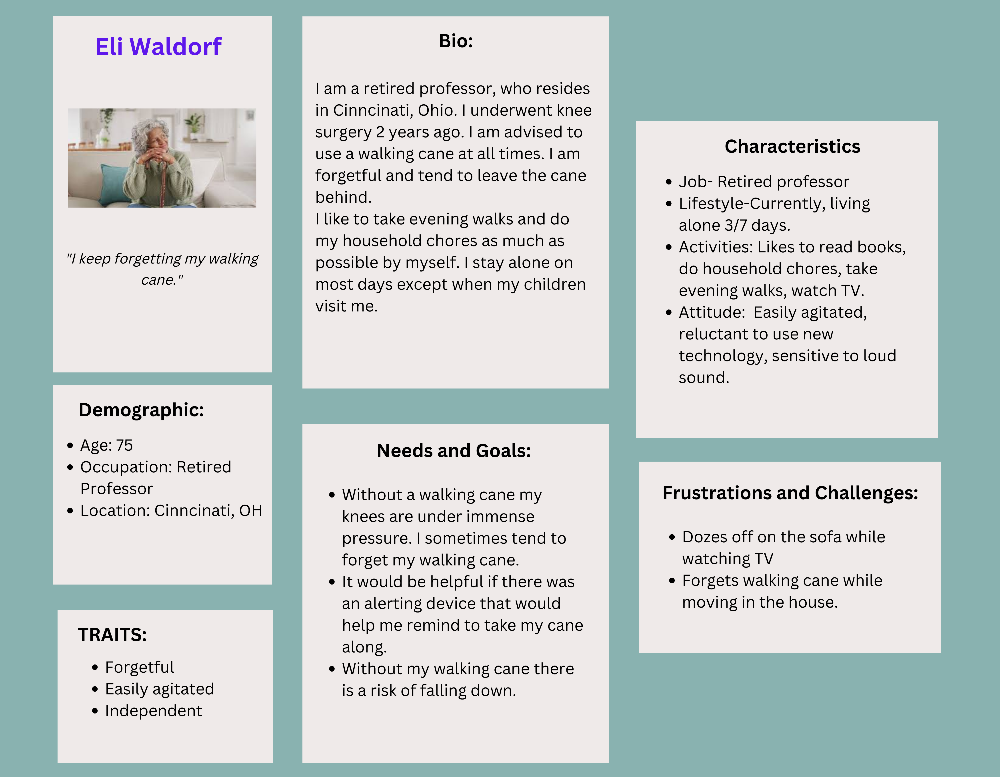 Eli Waldorf
"I keep forgetting my walking
cane."
Demographic:
• Age: 75
• Occupation: Retired
Professor
• Location: Cinncinati, OH
TRAITS:
• Forgetful
• Easily agitated
• Independent
Bio:
I am a retired professor, who resides
in Cinncinati, Ohio. I underwent knee
surgery 2 years ago. I am advised to
use a walking cane at all times. I am
forgetful and tend to leave the cane
behind.
I like to take evening walks and do
my household chores as much as
possible by myself. I stay alone on
most days except when my children
visit me.
Needs and Goals:
• Without a walking cane my
knees are under immense
pressure. I sometimes tend to
forget my walking cane.
• It would be helpful if there was
an alerting device that would
help me remind to take my cane
along.
• Without my walking cane there
is a risk of falling down.
Characteristics
• Job- Retired professor
• Lifestyle-Currently, living
alone 3/7 days.
• Activities: Likes to read books,
do household chores, take
evening walks, watch TV.
• Attitude:  Easily agitated,
reluctant to use new
technology, sensitive to loud
sound.
Frustrations and Challenges:
• Dozes off on the sofa while
watching TV
• Forgets walking cane while
moving in the house.